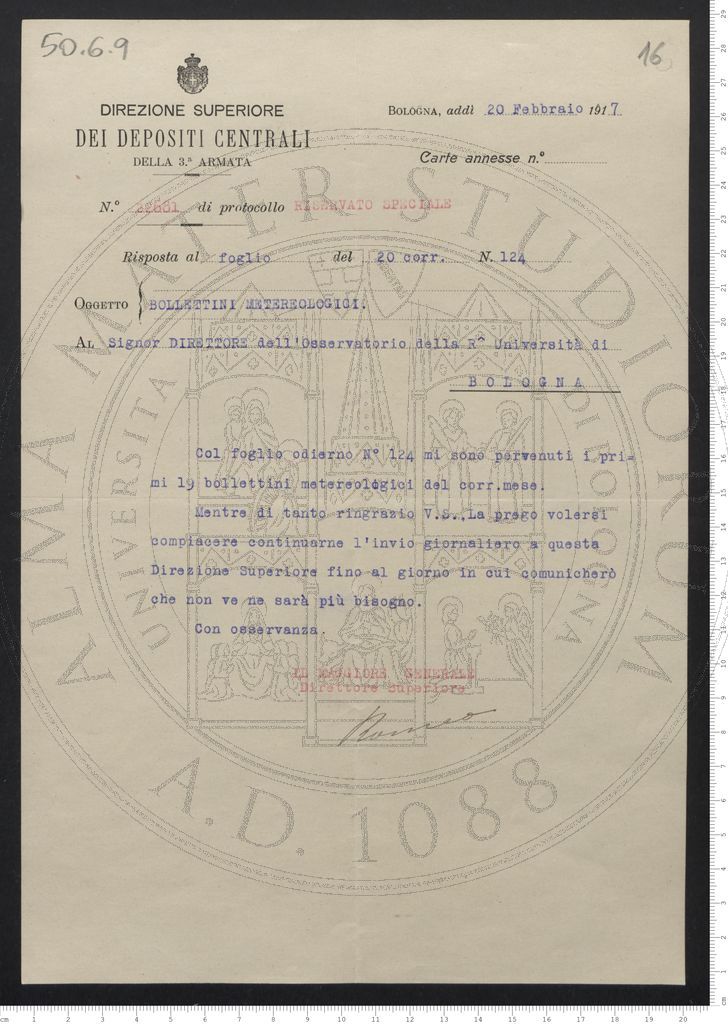 50.6.9
16
DIREZIONE SUPERIORE
DEI DEPOSITI CENTRALI
DELLA 3.ª ARMATA
BOLOGNA, addì 20 Febbraio 1917
Carte annesse n.º
N.º di protocollo RISERVATO SPECIALE
Risposta al foglio del 20 corr. N. 124
OGGETTO { BOLLETTINI METEREOLOGICI.
AL Signor DIRETTORE dell'Osservatorio della R^ Università di
BOLOGNA
Col foglio odierno N° 124 mi sono pervenuti i pri=
mi 19 bollettini metereologici del corr.mese.
Mentre di tanto ringrazio V.S., La prego volersi
compiacere continuarne l'invio giornaliero a questa
Direzione Superiore fino al giorno in cui comunicherò
che non ve ne sarà più bisogno.
Con osservanza.
IL MAGGIORE GENERALE
Direttore Superiore
Romeo
ALMA MATER STUDIORUM
UNIVERSITA DI BOLOGNA
A.D. 1088